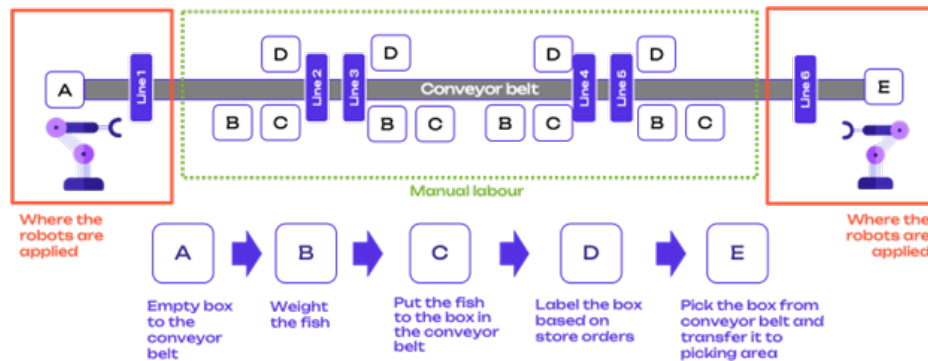 D
D
D
D
A
Line 1
Line 2
Line 3
Conveyor belt
Line 4
Line 5
Line 6
E
B
C
B
C
B
C
B
C
Manual labour
Where the
robots are
applied
Where the
robots are
applied
A
B
C
D
E
Empty box
to the
conveyor
belt
Weight
the fish
Put the fish
to the box in
the conveyor
belt
Label the box
based on
store orders
Pick the box from
conveyor belt and
transfer it to
picking area